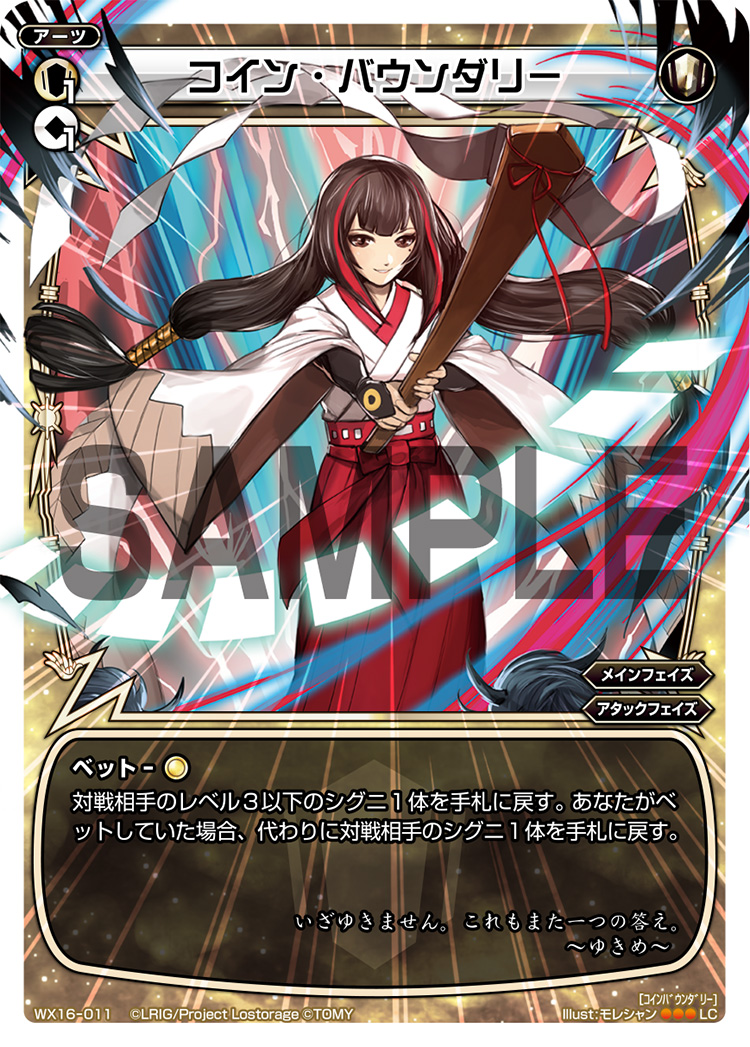 アーツ
コイン・バウンダリー
1
1
SAMPLE
メインフェイズ
アタックフェイズ
ベット-
対戦相手のレベル3以下のシグニ1体を手札に戻す。あなたがベ
ットしていた場合、代わりに対戦相手のシグニ1体を手札に戻す。
いざゆきません。これもまた一つの答え。
～ゆきめ～
[コインバウンダリー]
WX16-011 ©LRIG/Project Lostorage ©TOMY Illust:モレシャン LC